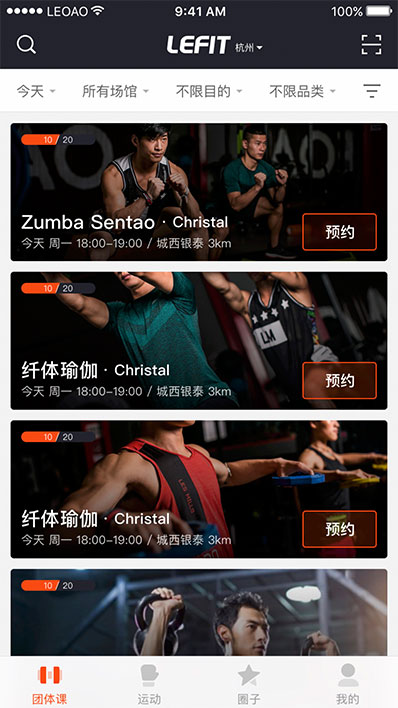 LEOAO 9:41 AM 100%
LEFIT 杭州
今天 所有场馆 不限目的 不限品类
10 / 20
Zumba Sentao · Christal
今天 周一 18:00-19:00 / 城西银泰 3km
预约
10 / 20
LM
纤体瑜伽 · Christal
今天 周一 18:00-19:00 / 城西银泰 3km
预约
10 / 20
LES MILLS
纤体瑜伽 · Christal
今天 周一 18:00-19:00 / 城西银泰 3km
预约
10 / 20
团体课 运动 圈子 我的